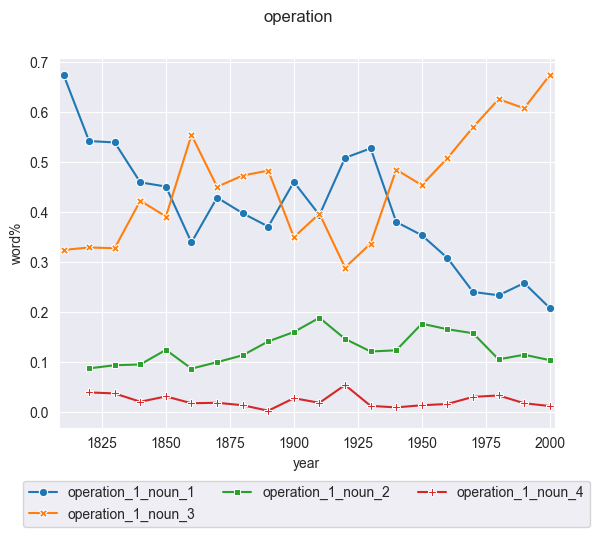 operation
0.7
0.6
0.5
0.4
0.3
0.2
0.1
0.0
word%
1825 1850 1875 1900 1925 1950 1975 2000
year
operation_1_noun_1 operation_1_noun_2 operation_1_noun_4
operation_1_noun_3